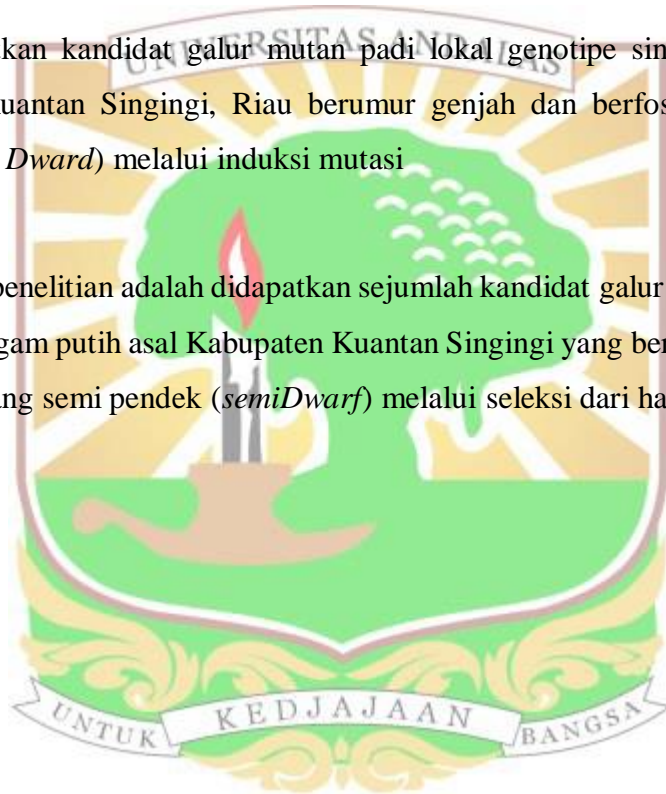 UNIVERSITAS ANDALAS
ukan kandidat galur mutan padi lokal genotipe sin
uantan Singingi, Riau berumur genjah dan berfos
Dward) melalui induksi mutasi
penelitian adalah didapatkan sejumlah kandidat galur
gam putih asal Kabupaten Kuantan Singingi yang ber
ang semi pendek (semiDwarf) melalui seleksi dari ha
UNTUK KEDJAJAAN BANGSA